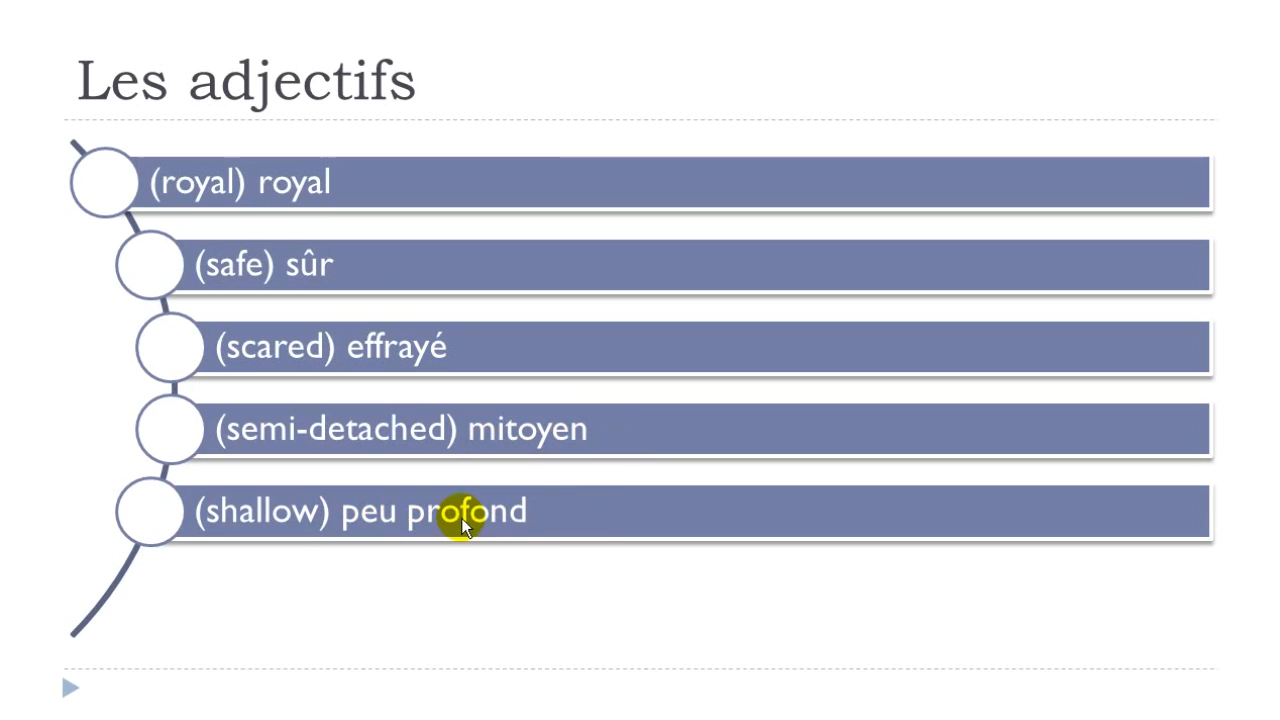 Les adjectifs
(royal) royal
(safe) sûr
(scared) effrayé
(semi-detached) mitoyen
(shallow) peu profond